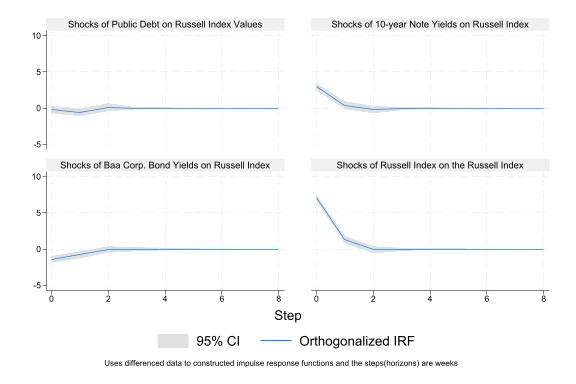 Shocks of Public Debt on Russell Index Values
Shocks of 10-year Note Yields on Russell Index
10
5
0
-5
Shocks of Baa Corp. Bond Yields on Russell Index
Shocks of Russell Index on the Russell Index
10
5
0
-5
0 2 4 6 8
0 2 4 6 8
Step
95% CI
Orthogonalized IRF
Uses differenced data to constructed impulse response functions and the steps(horizons) are weeks